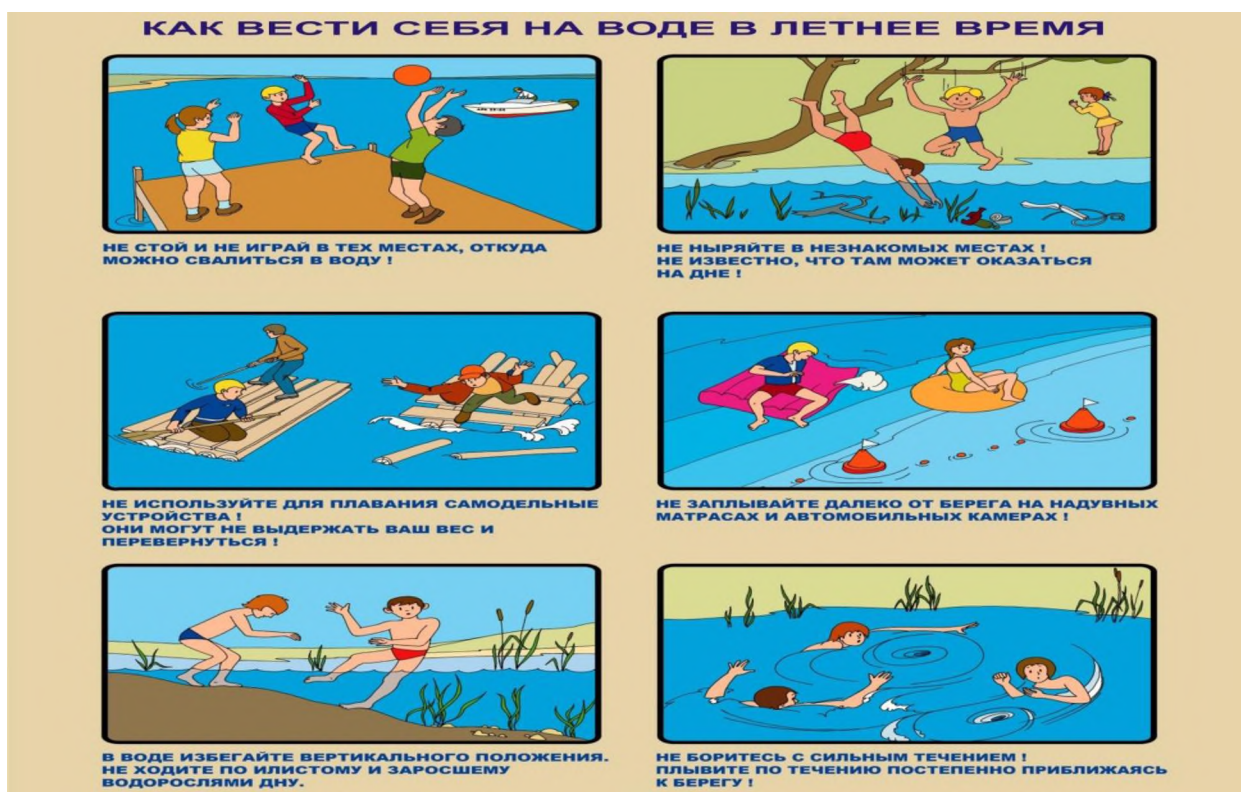 КАК ВЕСТИ СЕБЯ НА ВОДЕ В ЛЕТНЕЕ ВРЕМЯ
НЕ СТОЙ И НЕ ИГРАЙ В ТЕХ МЕСТАХ, ОТКУДА
МОЖНО СВАЛИТЬСЯ В ВОДУ !
НЕ НЫРЯЙТЕ В НЕЗНАКОМЫХ МЕСТАХ !
НЕ ИЗВЕСТНО, ЧТО ТАМ МОЖЕТ ОКАЗАТЬСЯ
НА ДНЕ !
НЕ ИСПОЛЬЗУЙТЕ ДЛЯ ПЛАВАНИЯ САМОДЕЛЬНЫЕ
УСТРОЙСТВА !
ОНИ МОГУТ НЕ ВЫДЕРЖАТЬ ВАШ ВЕС И
ПЕРЕВЕРНУТЬСЯ !
НЕ ЗАПЛЫВАЙТЕ ДАЛЕКО ОТ БЕРЕГА НА НАДУВНЫХ
МАТРАСАХ И АВТОМОБИЛЬНЫХ КАМЕРАХ !
В ВОДЕ ИЗБЕГАЙТЕ ВЕРТИКАЛЬНОГО ПОЛОЖЕНИЯ.
НЕ ХОДИТЕ ПО ИЛИСТОМУ И ЗАРОСШЕМУ
ВОДОРОСЛЯМИ ДНУ.
НЕ БОРИТЕСЬ С СИЛЬНЫМ ТЕЧЕНИЕМ !
ПЛЫВИТЕ ПО ТЕЧЕНИЮ ПОСТЕПЕННО ПРИБЛИЖАЯСЬ
К БЕРЕГУ !